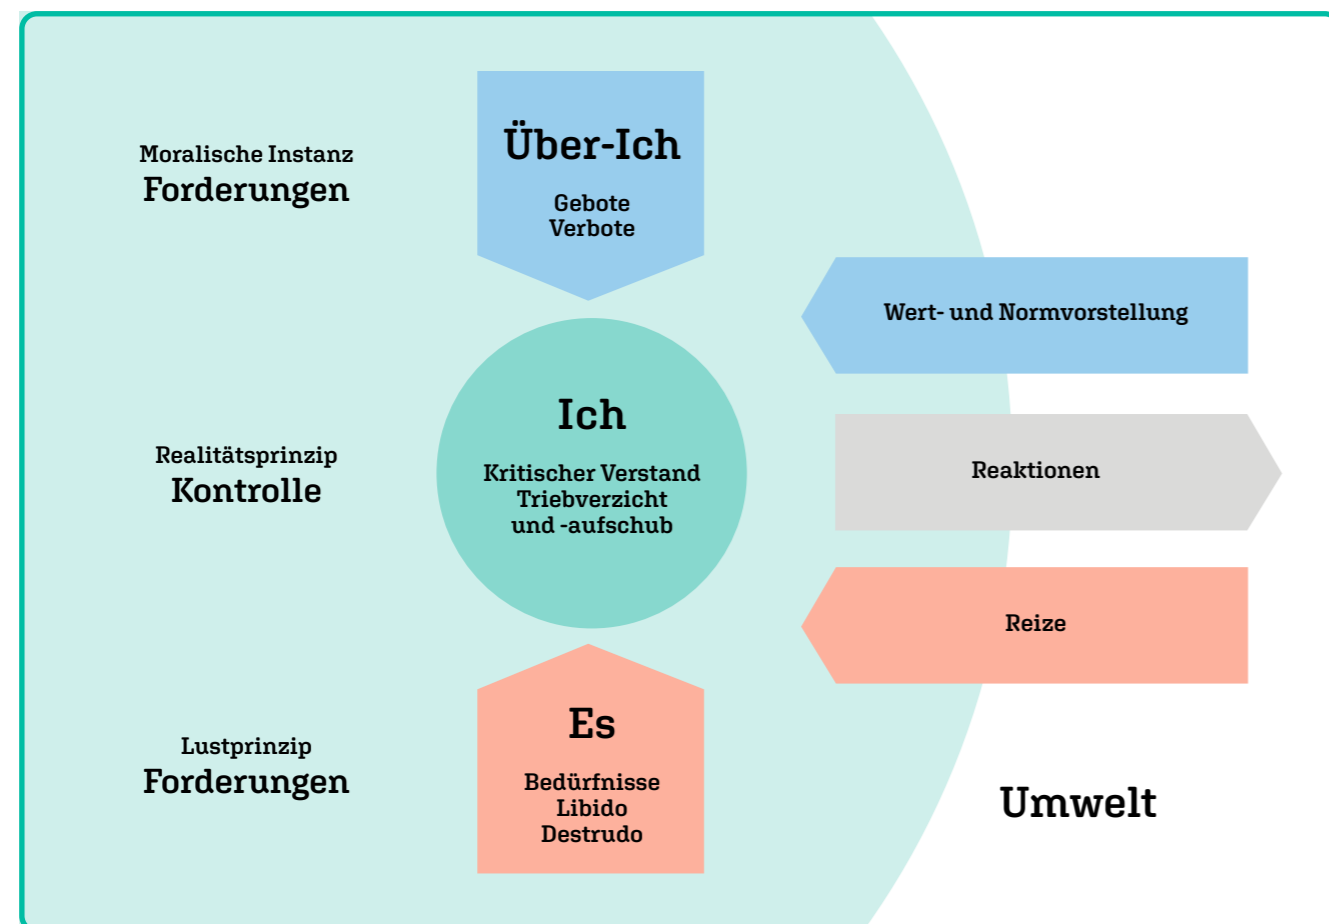 Moralische Instanz
Forderungen
Über-Ich
Gebote
Verbote
Wert- und Normvorstellung
Realitätsprinzip
Kontrolle
Ich
Kritischer Verstand
Triebverzicht
und -aufschub
Reaktionen
Reize
Lustprinzip
Forderungen
Es
Bedürfnisse
Libido
Destrudo
Umwelt